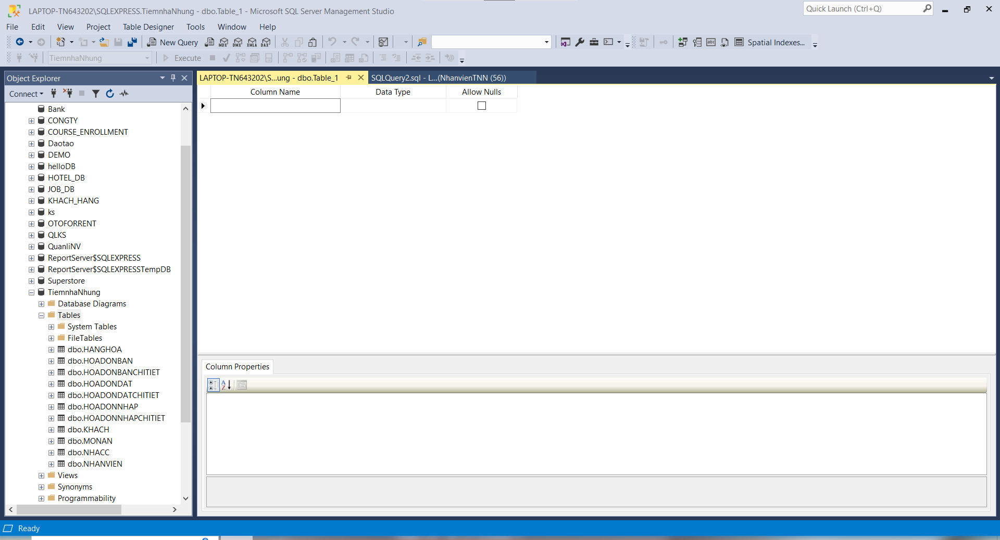 LAPTOP-TN643202\SQLEXPRESS.TiemnhaNhung - dbo.Table_1 - Microsoft SQL Server Management Studio
Quick Launch (Ctrl+Q)
File Edit View Project Table Designer Tools Window Help
New Query MDX DMX XMLA DAX abc Spatial Indexes...
TiemnhaNhung Execute
Object Explorer
LAPTOP-TN643202\S...ung - dbo.Table_1
SQLQuery2.sql - L...(NhanvienTNN (56))
Connect
Column Name Data Type Allow Nulls
Bank
CONGTY
COURSE_ENROLLMENT
Daotao
DEMO
helloDB
HOTEL_DB
JOB_DB
KHACH_HANG
ks
OTOFORRENT
QLKS
QuanliNV
ReportServer$SQLEXPRESS
ReportServer$SQLEXPRESSTempDB
Superstore
TiemnhaNhung
Database Diagrams
Tables
System Tables
FileTables
dbo.HANGHOA
dbo.HOADONBAN
dbo.HOADONBANCHITIET
dbo.HOADONDAT
dbo.HOADONDATCHITIET
dbo.HOADONNHAP
dbo.HOADONNHAPCHITIET
dbo.KHACH
dbo.MONAN
dbo.NHACC
dbo.NHANVIEN
Views
Synonyms
Programmability
Column Properties
A
Z
Ready